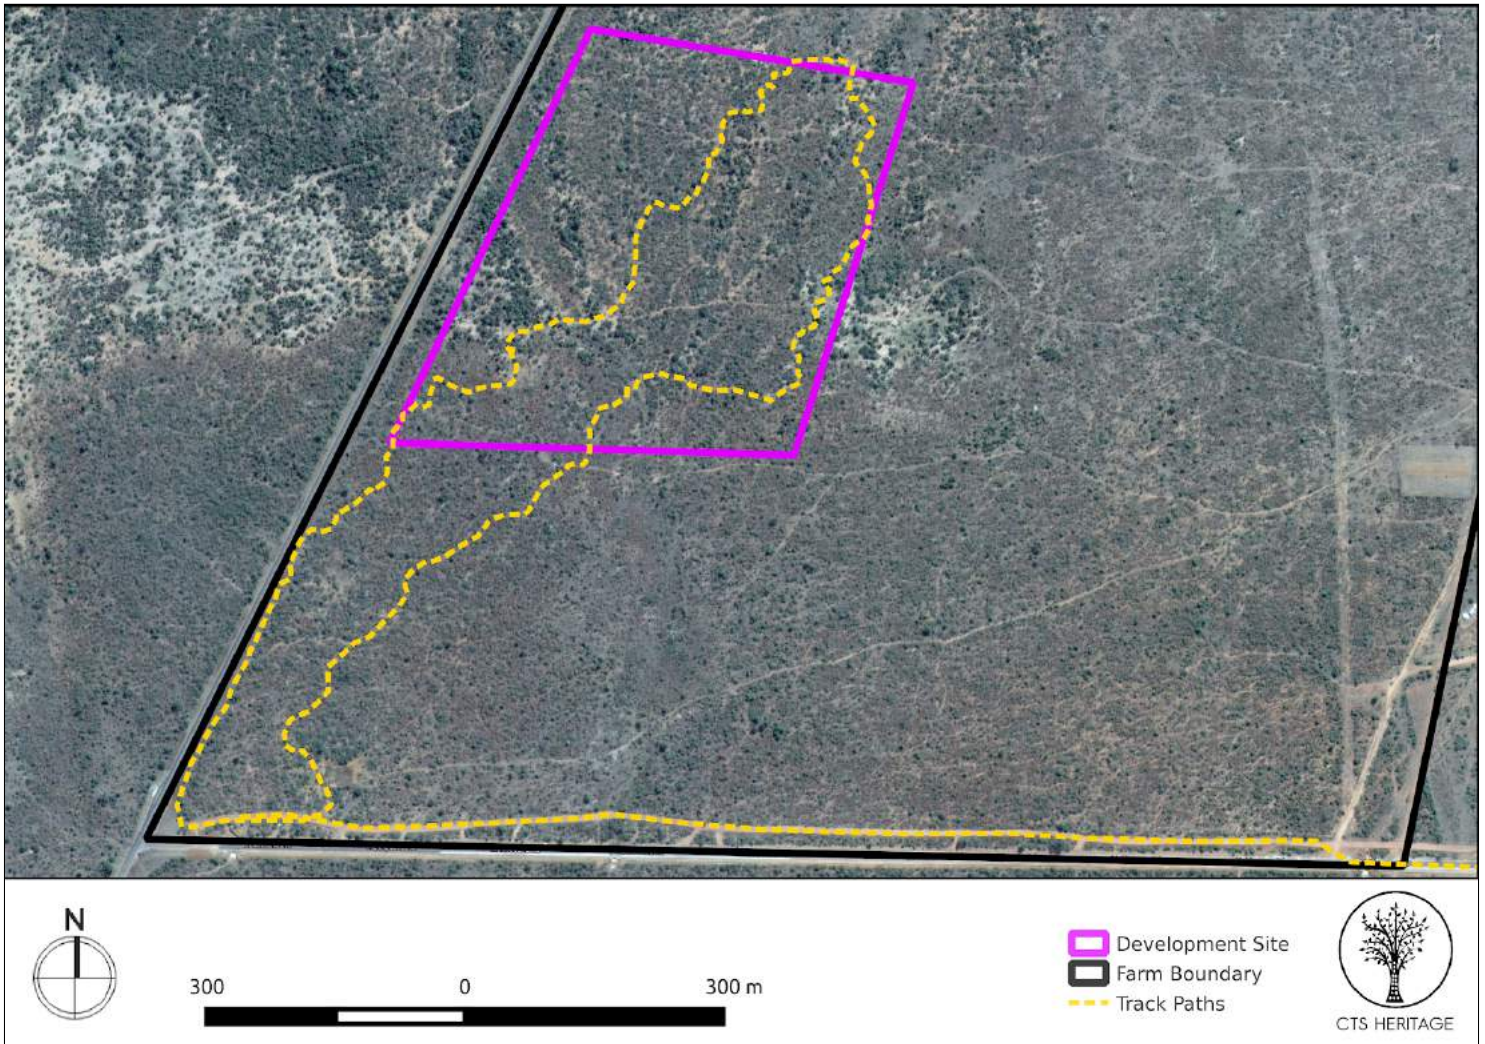 N
300 0 300 m
Development Site
Farm Boundary
Track Paths
CTS HERITAGE